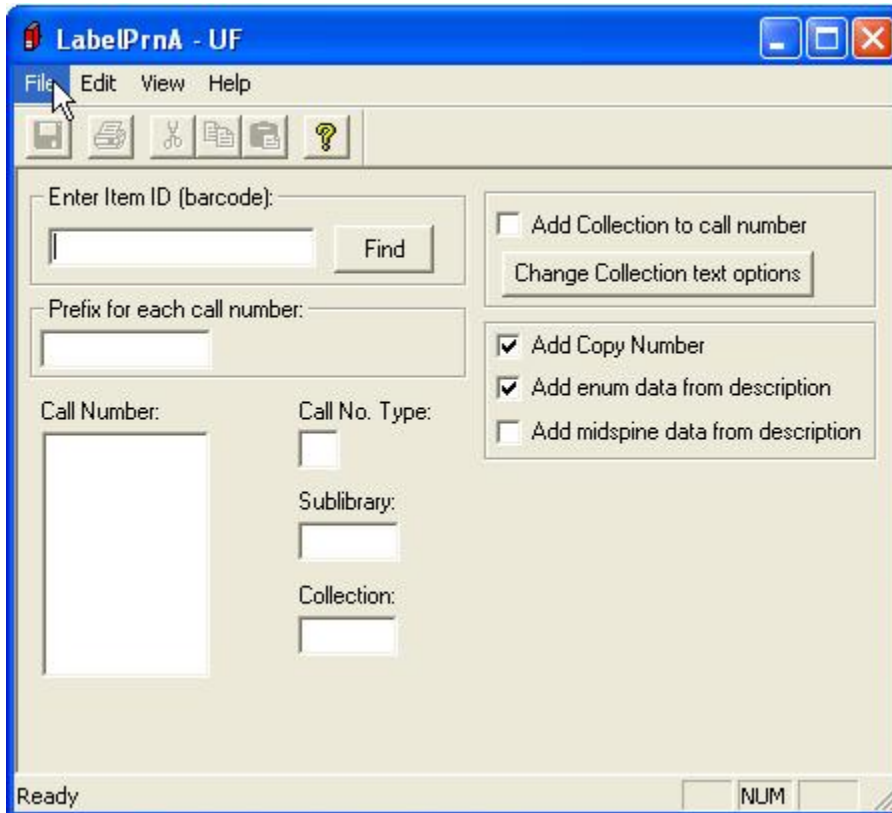 LabelPrnA - UF
File Edit View Help
Enter Item ID (barcode):
Find
Prefix for each call number:
Call Number:
Call No. Type:
Sublibrary:
Collection:
Add Collection to call number
Change Collection text options
Add Copy Number
Add enum data from description
Add midspine data from description
Ready
NUM